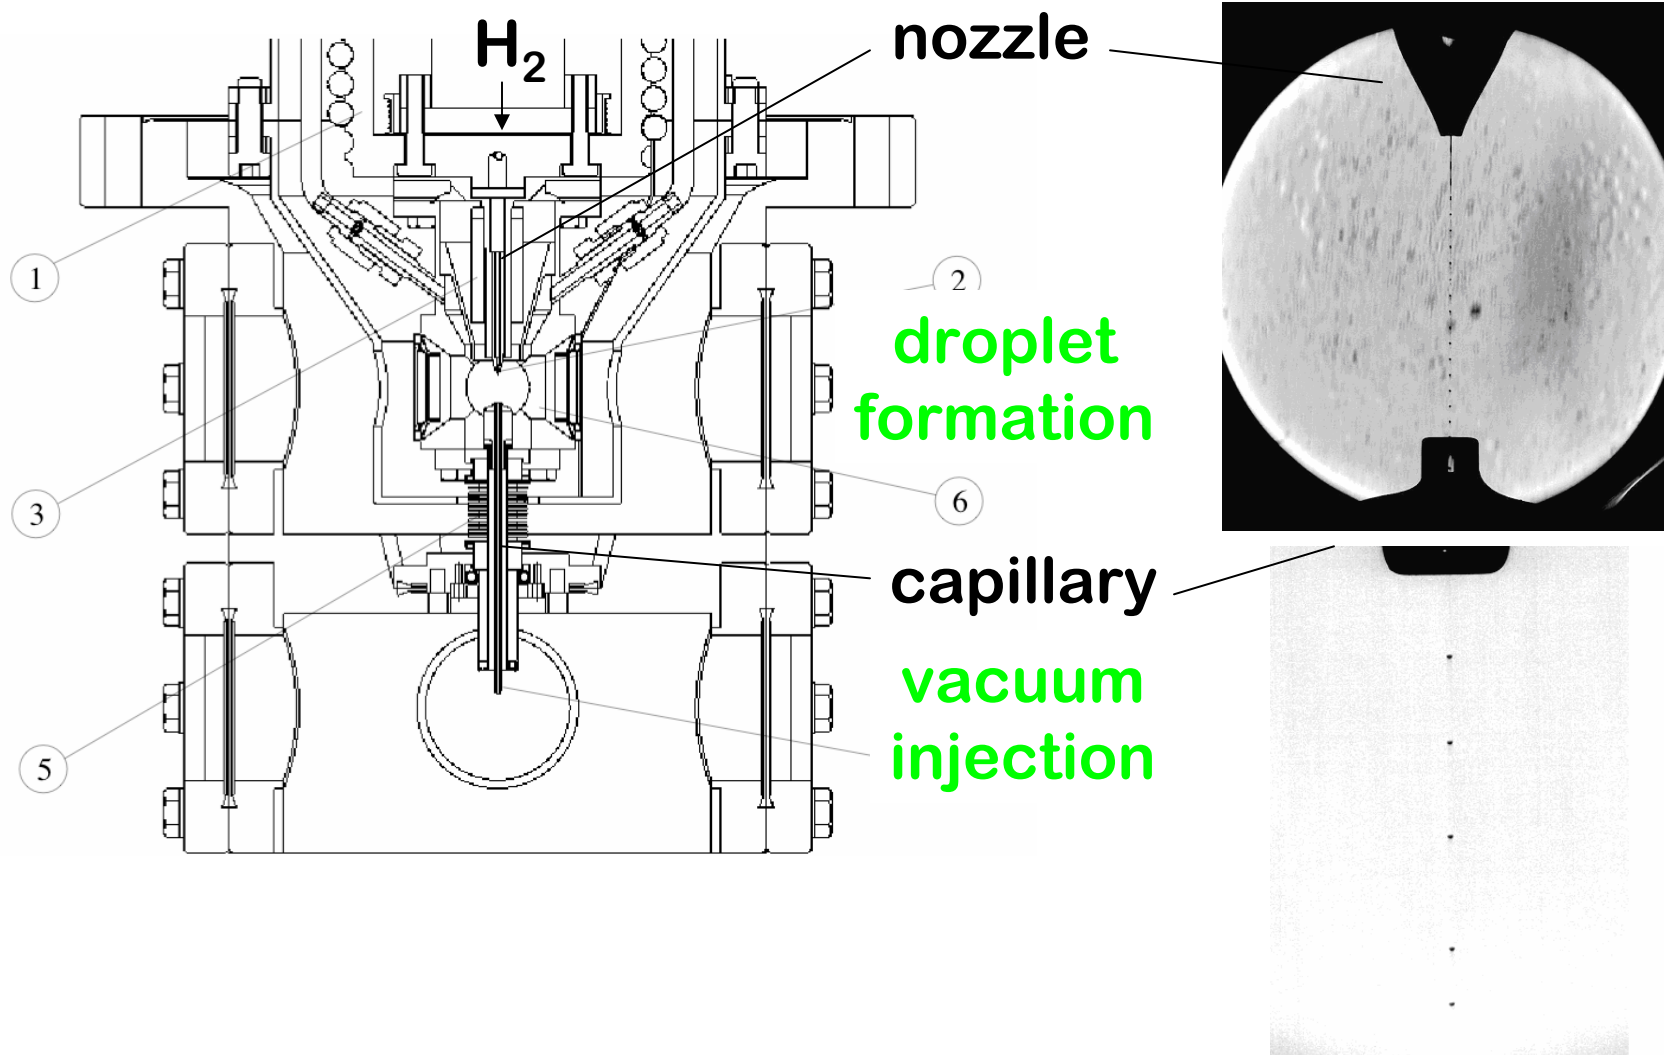 H2
nozzle
1
2
droplet
formation
3
6
capillary
vacuum
injection
5